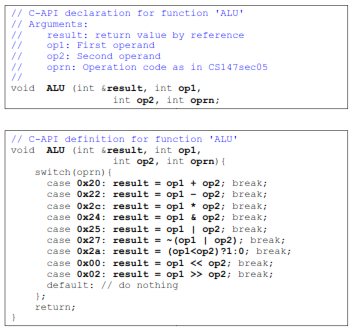 // C-API declaration for function 'ALU'
// Arguments:
//     result: return value by reference
//     op1: First operand
//     op2: Second operand
//     oprn: Operation code as in CS147sec05
//
void  ALU (int &result, int op1,
               int op2, int oprn;
// C-API definition for function 'ALU'
void  ALU (int &result, int op1,
               int op2, int oprn){
    switch(oprn){
      case 0x20: result = op1 + op2; break;
      case 0x22: result = op1 - op2; break;
      case 0x2c: result = op1 * op2; break;
      case 0x24: result = op1 & op2; break;
      case 0x25: result = op1 | op2; break;
      case 0x27: result = ~(op1 | op2); break;
      case 0x2a: result = (op1<op2)?1:0; break;
      case 0x00: result = op1 << op2; break;
      case 0x02: result = op1 >> op2; break;
      default: // do nothing
    };
    return;
}